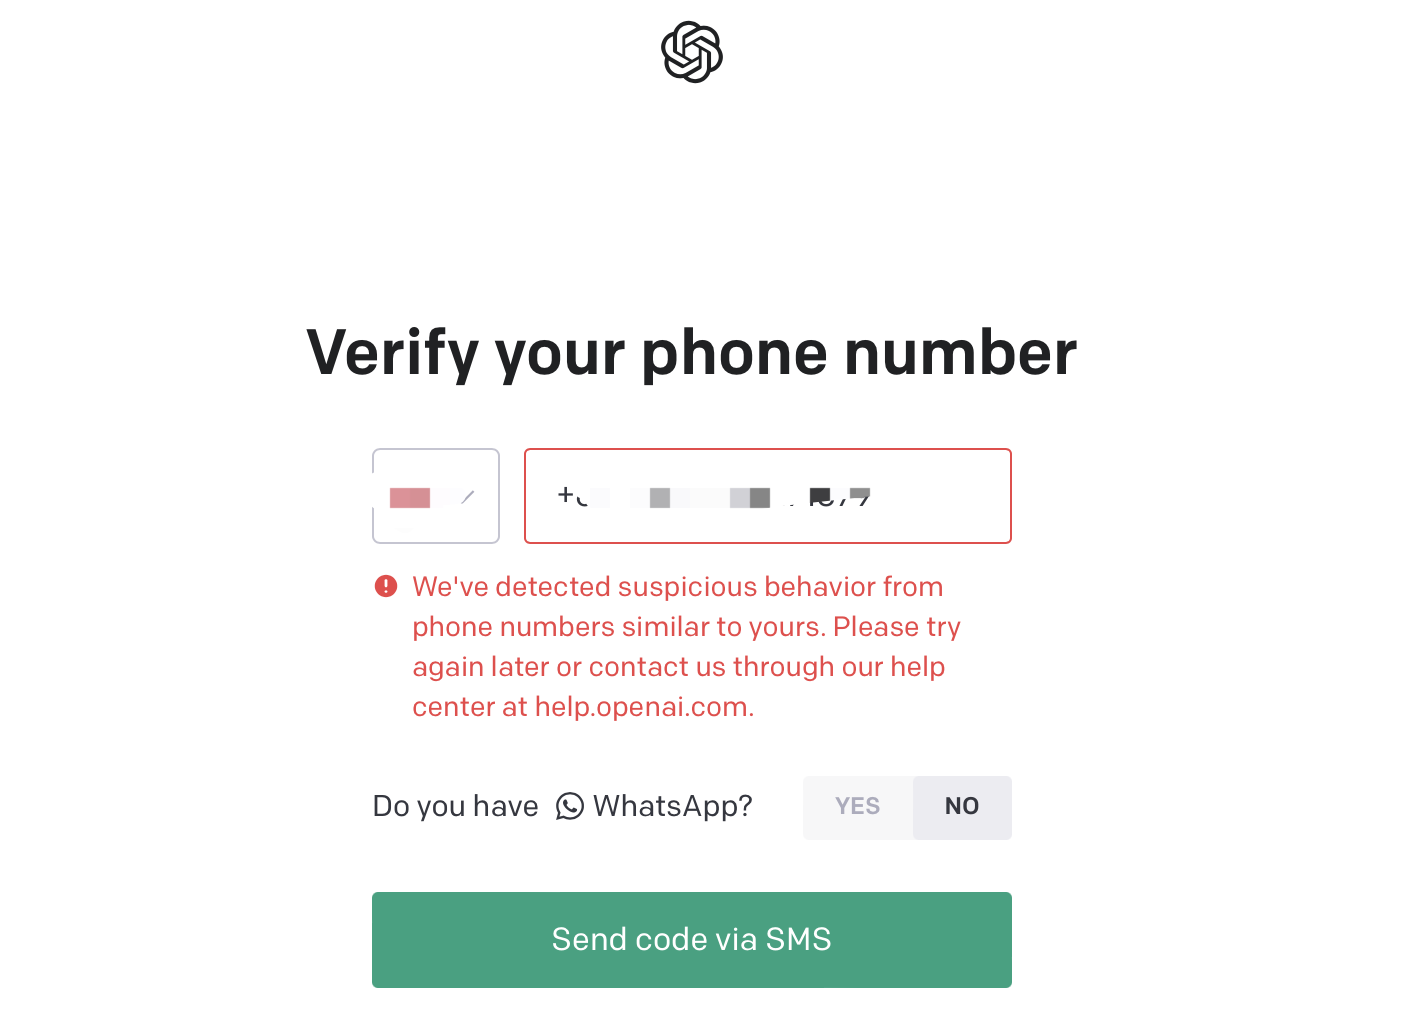 Verify your phone number
We've detected suspicious behavior from
phone numbers similar to yours. Please try
again later or contact us through our help
center at help.openai.com.
Do you have WhatsApp? YES NO
Send code via SMS